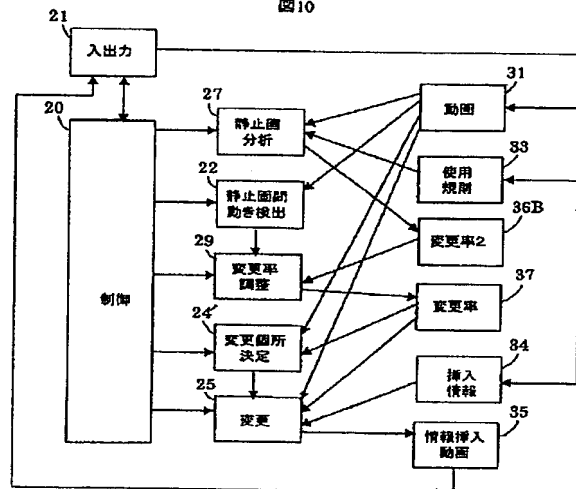 図10
21
入出力
20
制御
27
静止画
分析
22
静止画間
動き検出
29
変更率
調整
24
変更個所
決定
25
変更
31
動画
33
使用
規則
36B
変更率2
37
変更率
34
挿入
情報
35
情報挿入
動画